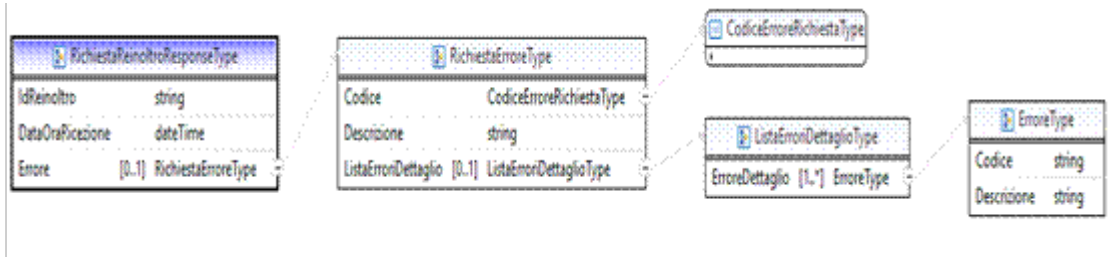 RichiestaReinoltroResponseType
IdReinoltro string
DataOraRicezione dateTime
Errore [0..1] RichiestaErroreType
RichiestaErroreType
Codice CodiceErroreRichiestaType
Descrizione string
ListaErroriDettaglio [0..1] ListaErroriDettaglioType
CodiceErroreRichiestaType
ListaErroriDettaglioType
ErroreDettaglio [1..*] ErroreType
ErroreType
Codice string
Descrizione string